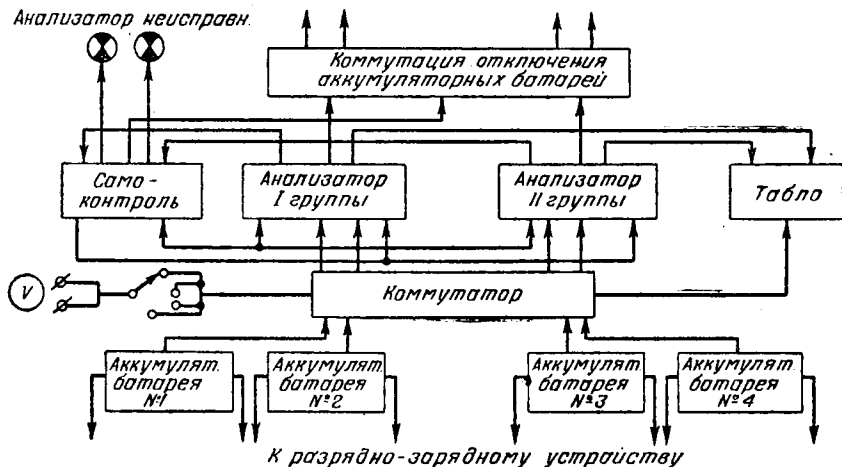 Анализатор неисправн.
Коммутация отключения
аккумуляторных батарей
Само-
контроль
Анализатор
I группы
Анализатор
II группы
Табло
V
Коммутатор
Аккумулят.
батарея
№1
Аккумулят.
батарея
№2
Аккумулят.
батарея
№3
Аккумулят.
батарея
№4
К разрядно-зарядному устройству